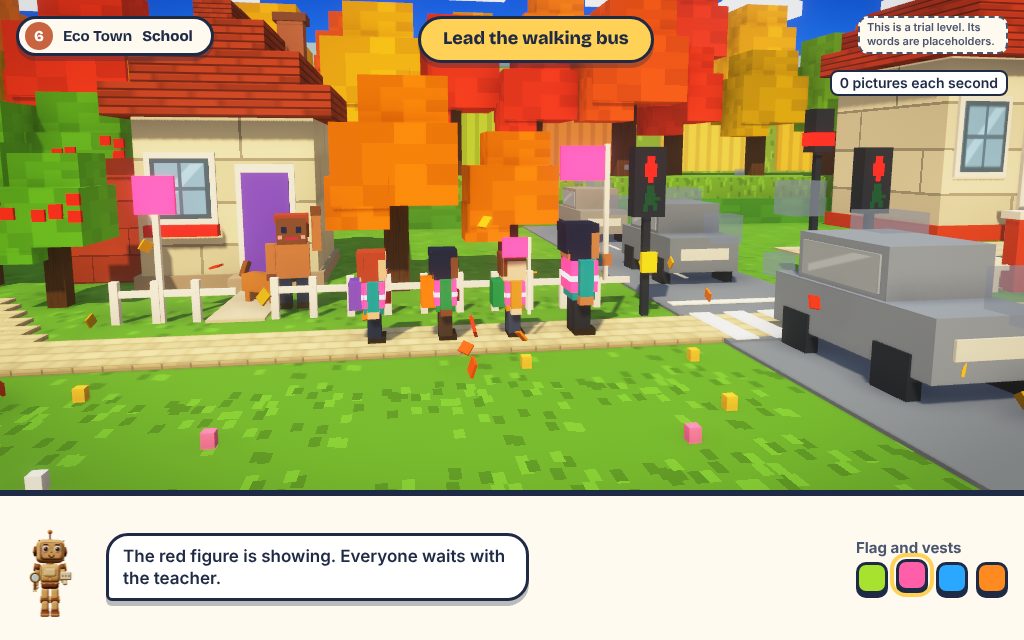 6 Eco Town School
Lead the walking bus
This is a trial level. Its
words are placeholders.
0 pictures each second
The red figure is showing. Everyone waits with
the teacher.
Flag and vests